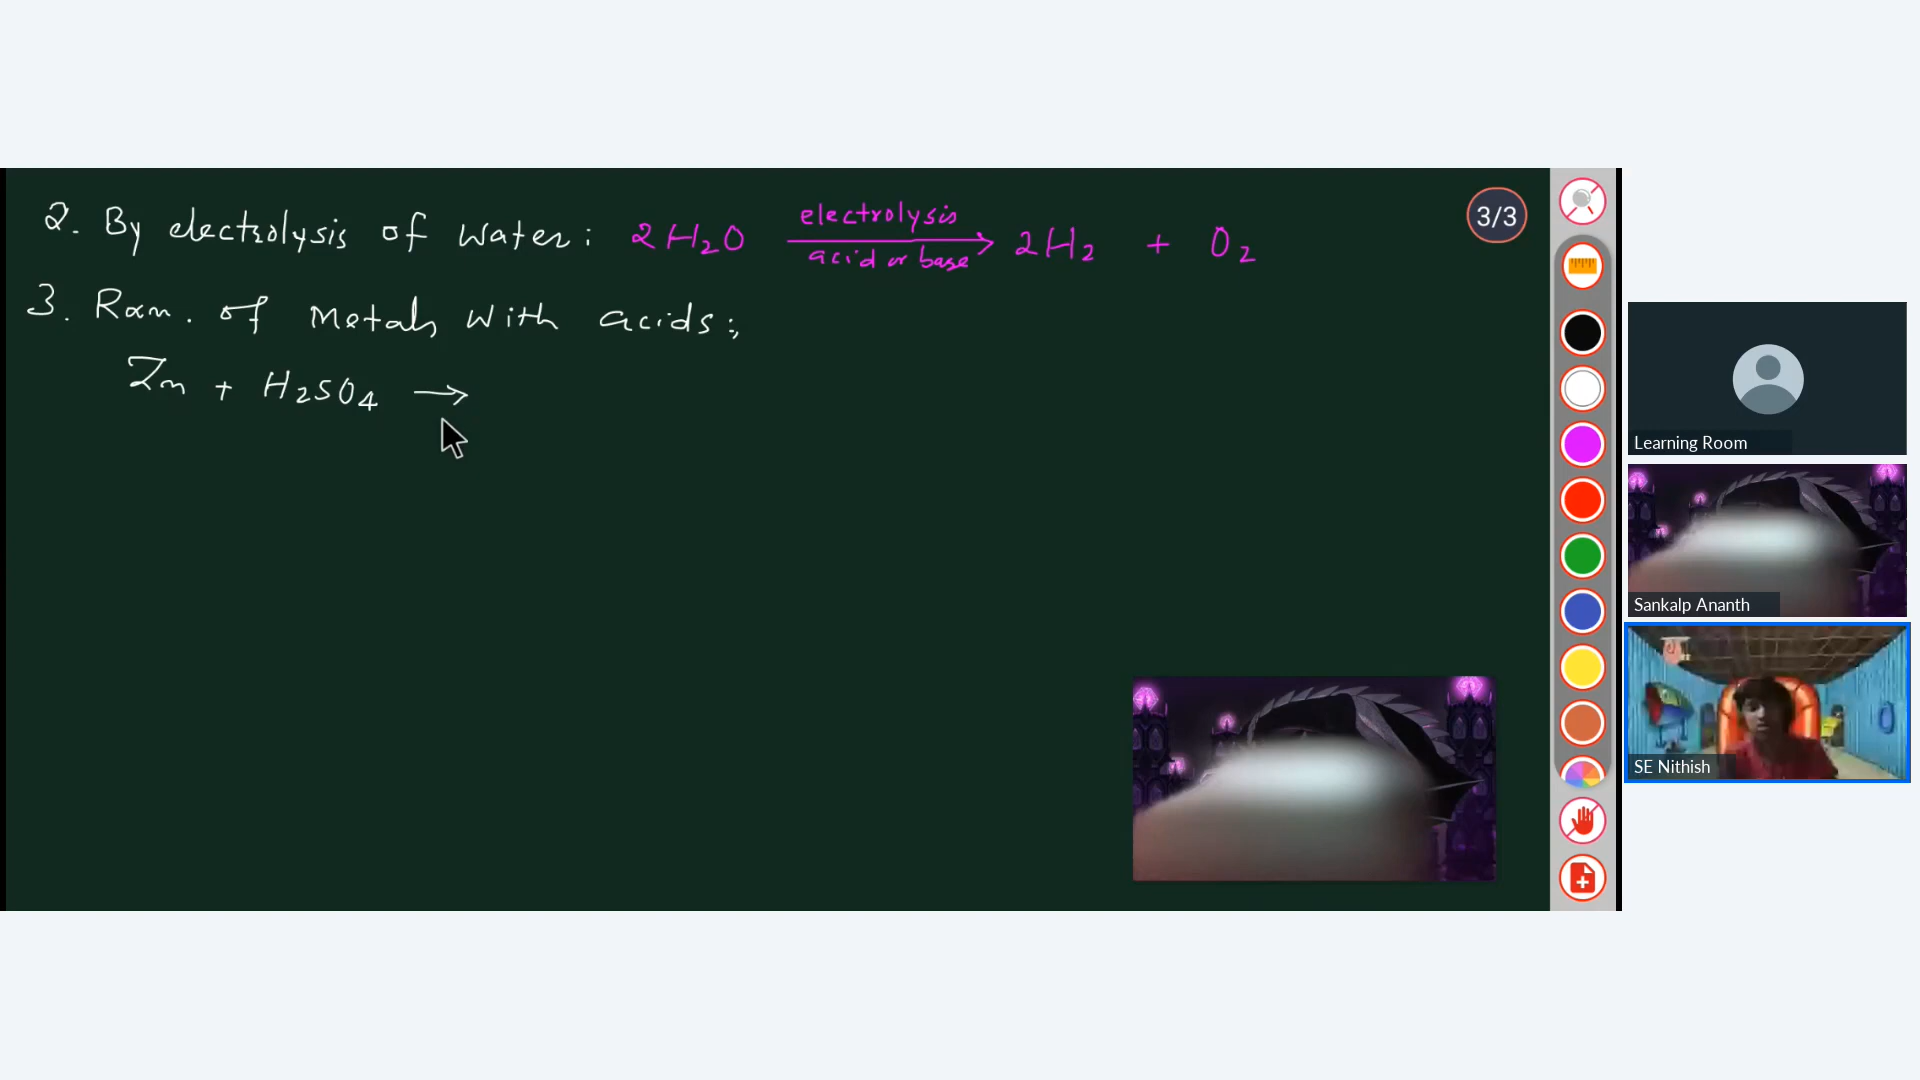 2. By electrolysis of water: 2H₂O electrolysis acid or base → 2H₂ + O₂
3/3
3. Rxn. of Metals with acids:,
Zn + H₂SO₄ →
Learning Room
Sankalp Ananth
SE Nithish